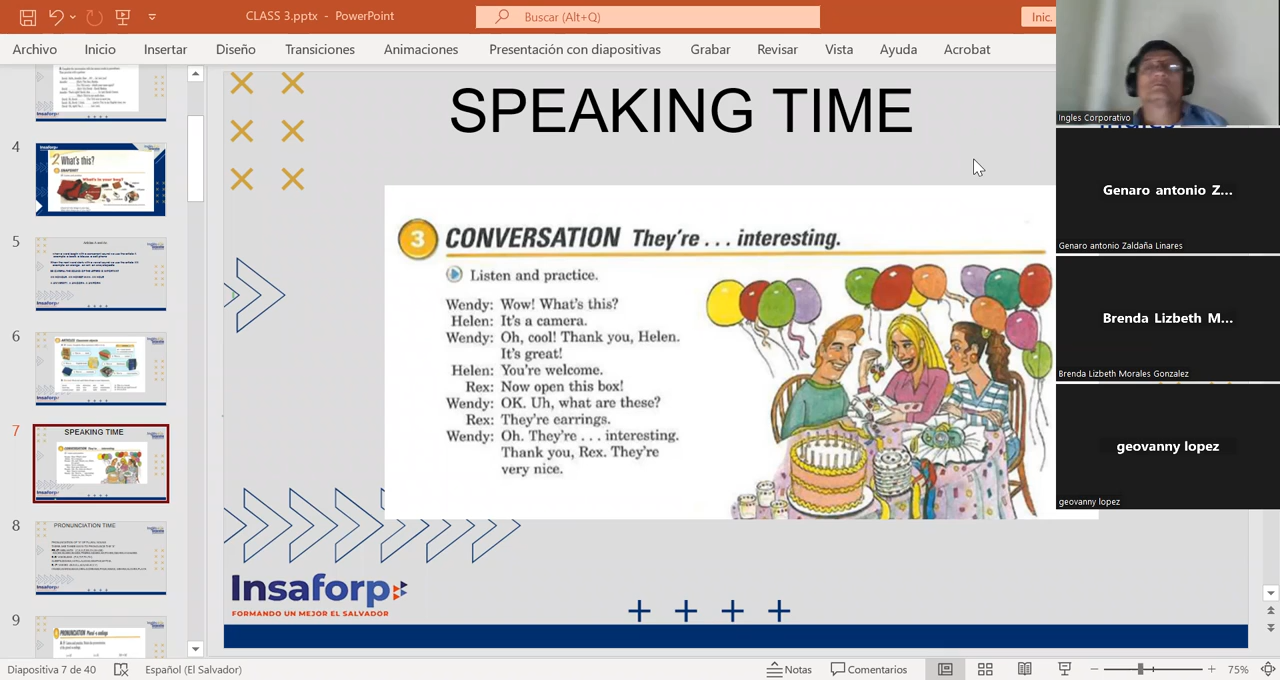 CLASS 3.pptx - PowerPoint
Buscar (Alt+Q)
Inic.
Archivo Inicio Insertar Diseño Transiciones Animaciones Presentación con diapositivas Grabar Revisar Vista Ayuda Acrobat
Insaforp
4
2 What's this?
SNAPSHOT
5
6
7
SPEAKING TIME
Insaforp
8
PRONUNCIATION TIME
Insaforp
9
PRONUNCIATION
SPEAKING TIME
3 CONVERSATION They're . . . interesting.
Listen and practice.
Wendy: Wow! What's this?
Helen: It's a camera.
Wendy: Oh, cool! Thank you, Helen.
It's great!
Helen: You're welcome.
Rex: Now open this box!
Wendy: OK. Uh, what are these?
Rex: They're earrings.
Wendy: Oh. They're . . . interesting.
Thank you, Rex. They're
very nice.
Insaforp
FORMANDO UN MEJOR EL SALVADOR
Ingles Corporativo
Genaro antonio Z...
Genaro antonio Zaldaña Linares
Brenda Lizbeth M...
Brenda Lizbeth Morales Gonzalez
geovanny lopez
geovanny lopez
Diapositiva 7 de 40 Español (El Salvador) Notas Comentarios 75%